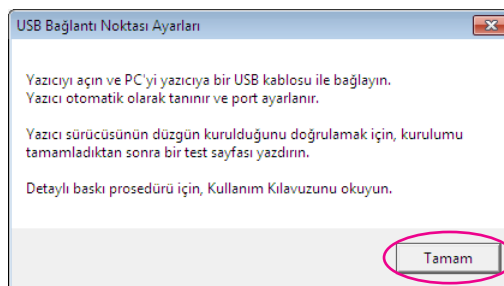 USB Bağlantı Noktası Ayarları
Yazıcıyı açın ve PC'yi yazıcıya bir USB kablosu ile bağlayın.
Yazıcı otomatik olarak tanınır ve port ayarlanır.
Yazıcı sürücüsünün düzgün kurulduğunu doğrulamak için, kurulumu
tamamladıktan sonra bir test sayfası yazdırın.
Detaylı baskı prosedürü için, Kullanım Kılavuzunu okuyun.
Tamam